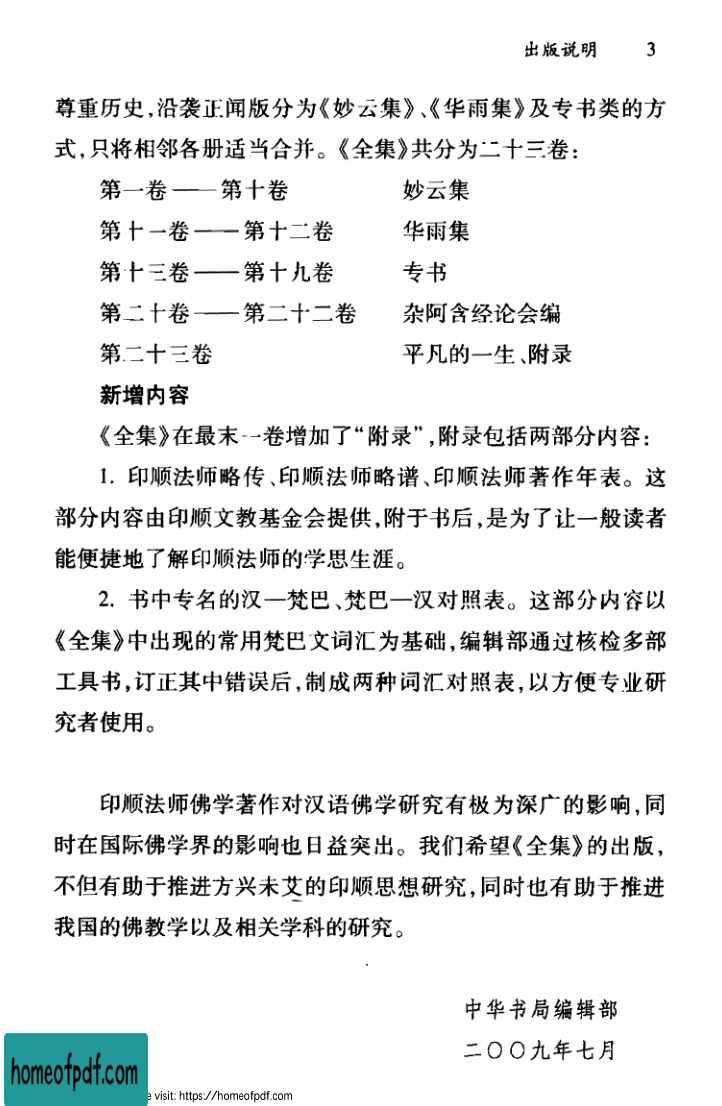 出版说明 3
尊重历史,沿袭正闻版分为《妙云集》、《华雨集》及专书类的方
式,只将相邻各册适当合并。《全集》共分为二十三卷:
第一卷——第十卷 妙云集
第十一卷——第十二卷 华雨集
第十三卷——第十九卷 专书
第二十卷——第二十二卷 杂阿含经论会编
第二十三卷 平凡的一生、附录
新增内容
《全集》在最末一卷增加了“附录”,附录包括两部分内容:
1. 印顺法师略传、印顺法师略谱、印顺法师著作年表。这
部分内容由印顺文教基金会提供,附于书后,是为了让一般读者
能便捷地了解印顺法师的学思生涯。
2. 书中专名的汉—梵巴、梵巴—汉对照表。这部分内容以
《全集》中出现的常用梵巴文词汇为基础,编辑部通过核检多部
工具书,订正其中错误后,制成两种词汇对照表,以方便专业研
究者使用。
印顺法师佛学著作对汉语佛学研究有极为深广的影响,同
时在国际佛学界的影响也日益突出。我们希望《全集》的出版,
不但有助于推进方兴未艾的印顺思想研究,同时也有助于推进
我国的佛教学以及相关学科的研究。
中华书局编辑部
二〇〇九年七月
homeofpdf.com
visit: https://homeofpdf.com